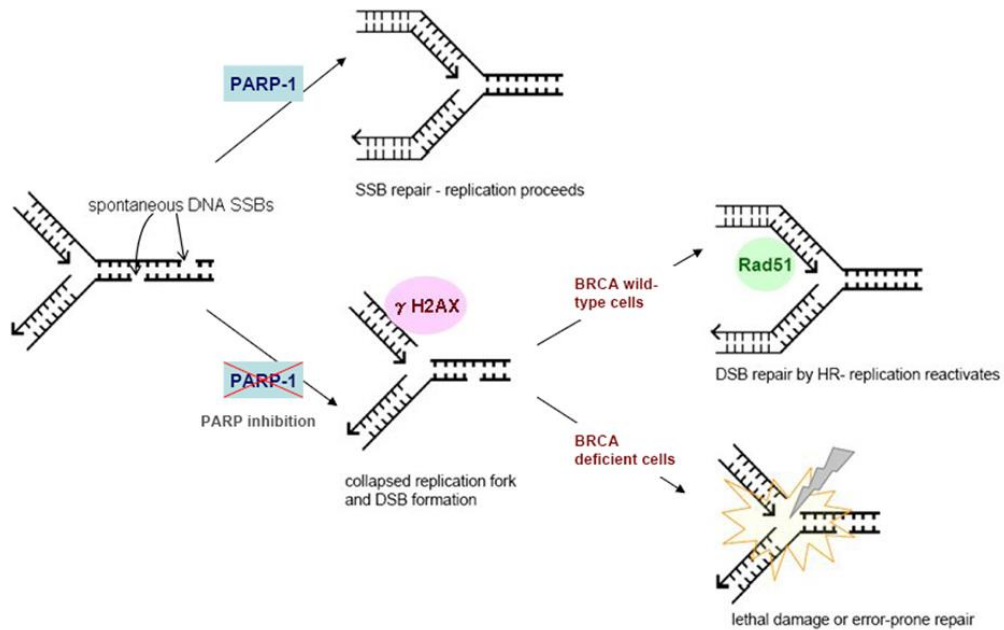 PARP-1
SSB repair - replication proceeds
spontaneous DNA SSBs
PARP-1
PARP inhibition
γ H2AX
collapsed replication fork
and DSB formation
BRCA wild-
type cells
Rad51
DSB repair by HR- replication reactivates
BRCA
deficient cells
lethal damage or error-prone repair